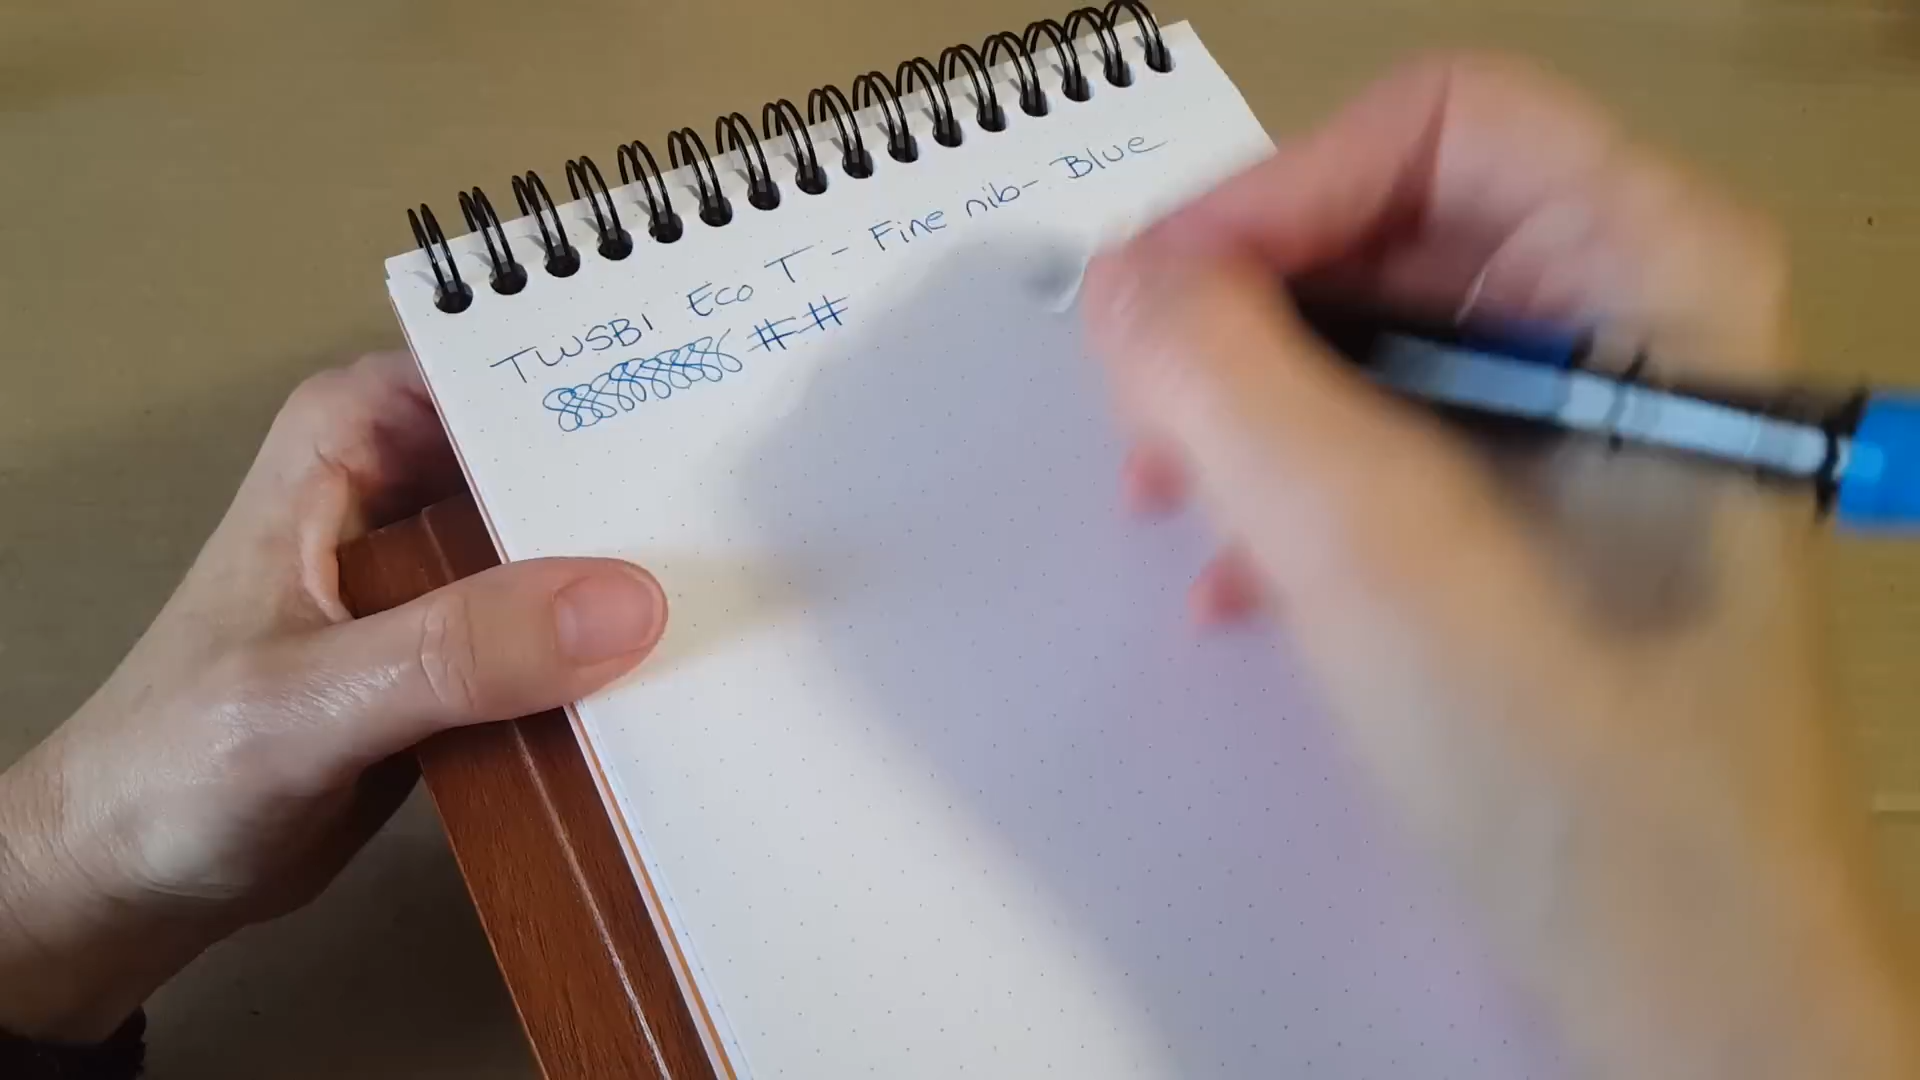 TWSBI Eco T - Fine nib - Blue
##